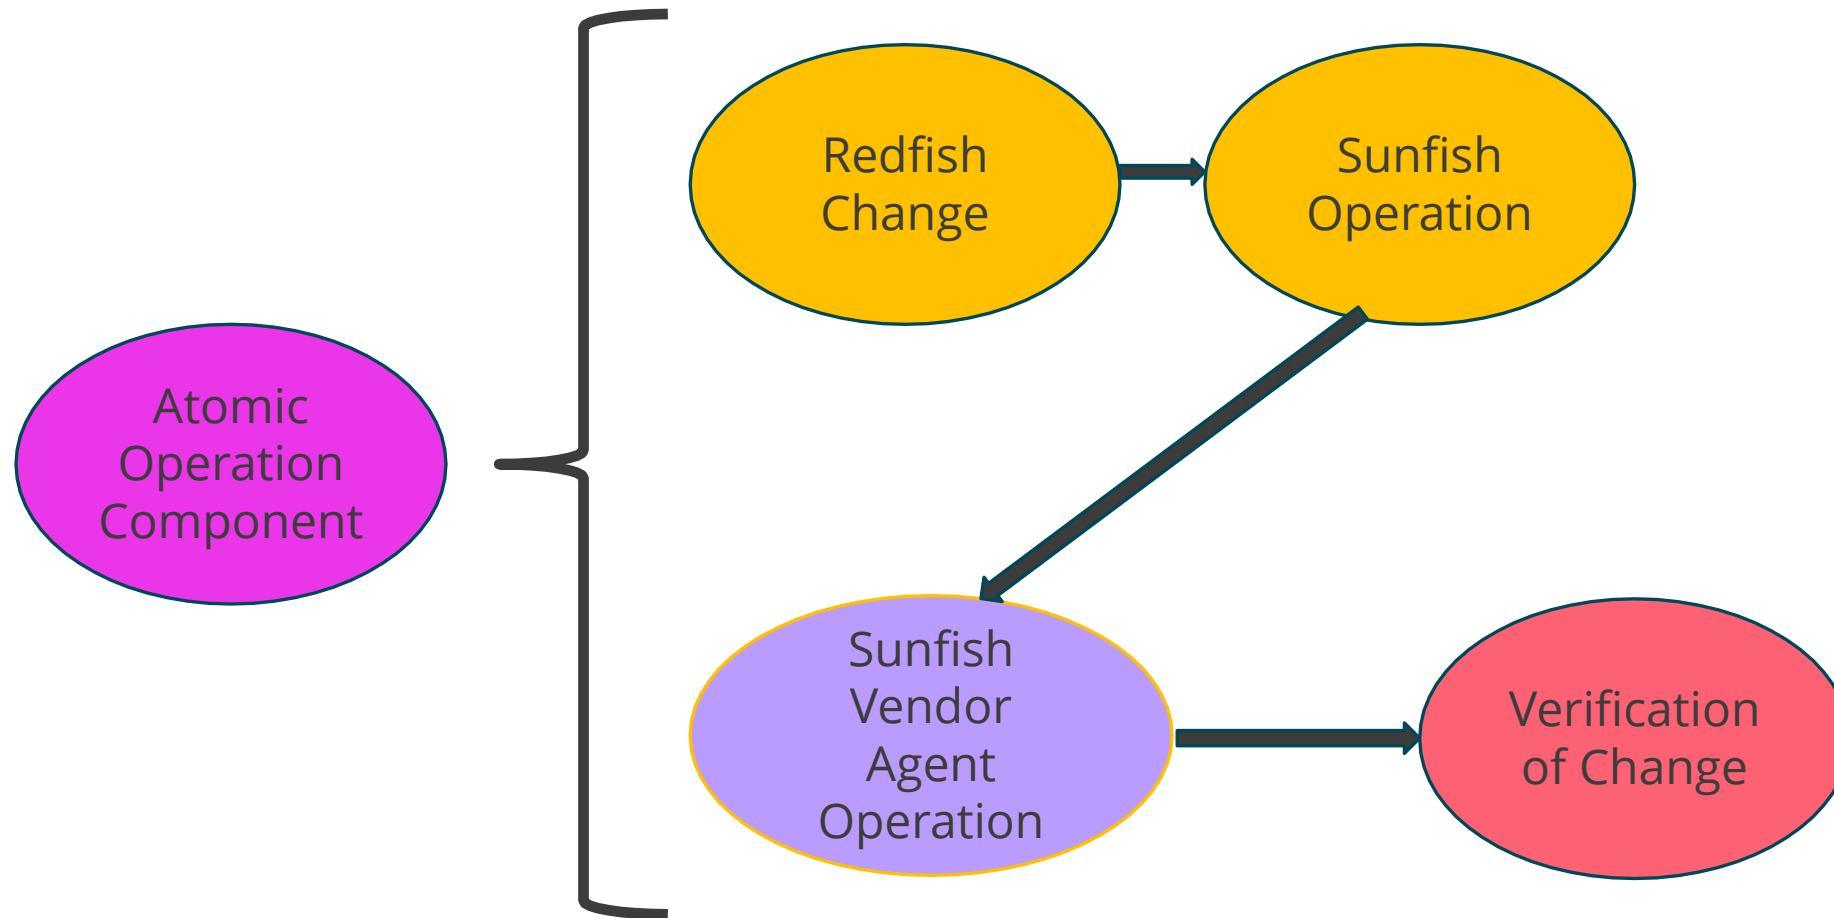 Redfish
Change
Sunfish
Operation
Atomic
Operation
Component
Sunfish
Vendor
Agent
Operation
Verification
of Change